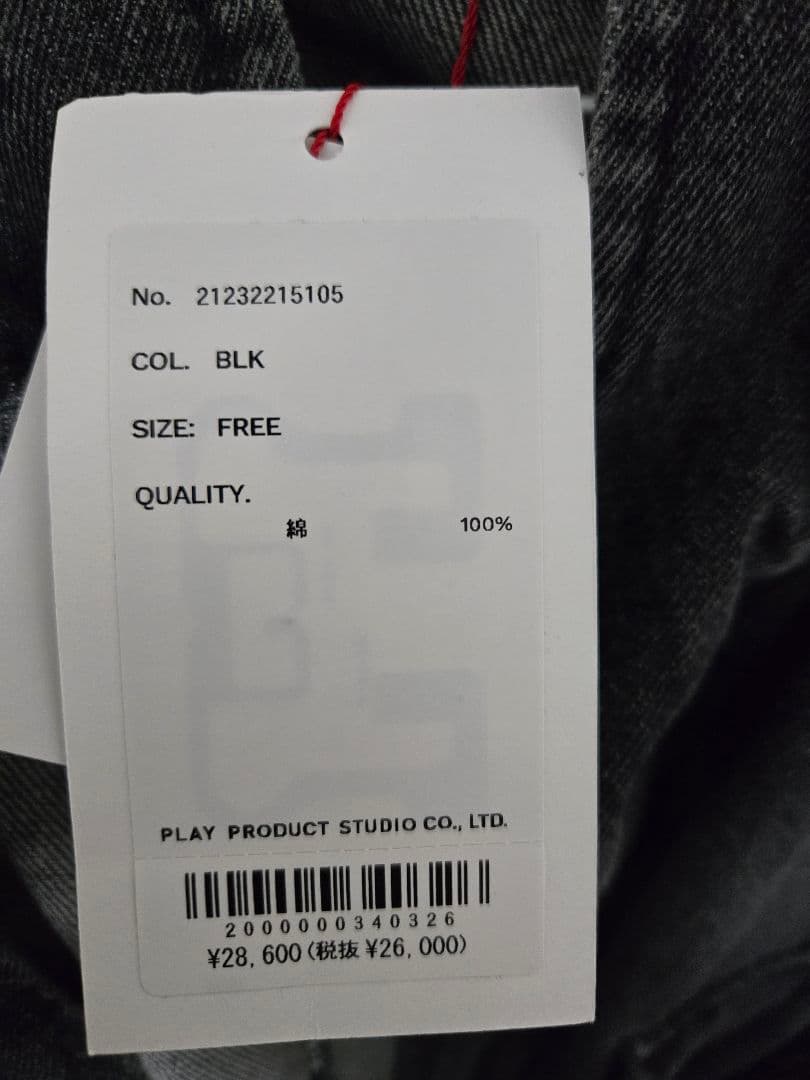 No. 21232215105
COL. BLK
SIZE: FREE
QUALITY.
綿 100%
PLAY PRODUCT STUDIO CO., LTD.
2000000340326
¥28,600(税抜 ¥26,000)